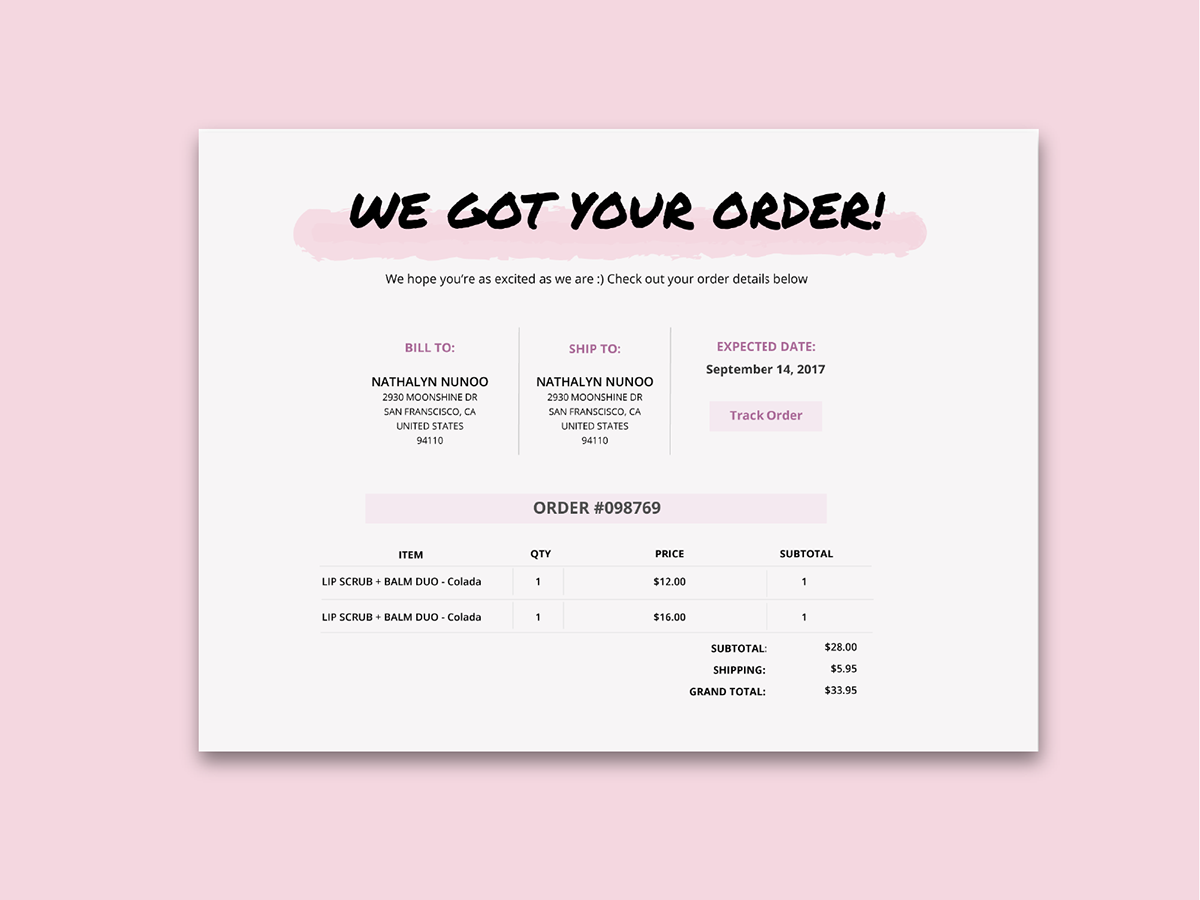 WE GOT YOUR ORDER!
We hope you're as excited as we are :) Check out your order details below
BILL TO:
NATHALYN NUNOO
2930 MOONSHINE DR
SAN FRANSCISCO, CA
UNITED STATES
94110
SHIP TO:
NATHALYN NUNOO
2930 MOONSHINE DR
SAN FRANSCISCO, CA
UNITED STATES
94110
EXPECTED DATE:
September 14, 2017
Track Order
ORDER #098769
ITEM QTY PRICE SUBTOTAL
LIP SCRUB + BALM DUO - Colada 1 $12.00 1
LIP SCRUB + BALM DUO - Colada 1 $16.00 1
SUBTOTAL: $28.00
SHIPPING: $5.95
GRAND TOTAL: $33.95